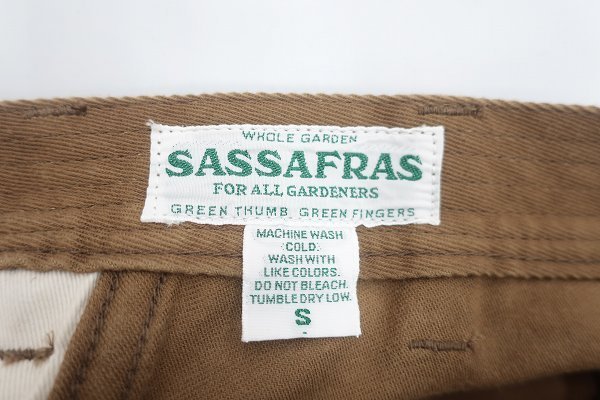 WHOLE GARDEN
SASSAFRAS
FOR ALL GARDENERS
GREEN THUMB GREEN FINGERS
MACHINE WASH
COLD.
WASH WITH
LIKE COLORS.
DO NOT BLEACH.
TUMBLE DRY LOW.
S